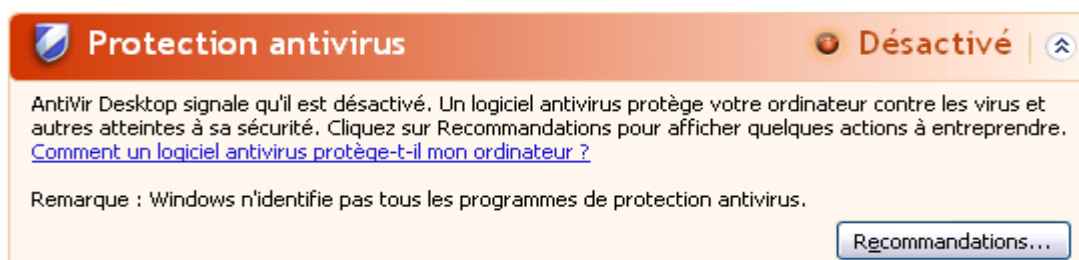 Protection antivirus
Désactivé
AntiVir Desktop signale qu'il est désactivé. Un logiciel antivirus protège votre ordinateur contre les virus et
autres atteintes à sa sécurité. Cliquez sur Recommandations pour afficher quelques actions à entreprendre.
Comment un logiciel antivirus protège-t-il mon ordinateur ?
Remarque : Windows n'identifie pas tous les programmes de protection antivirus.
Recommandations...